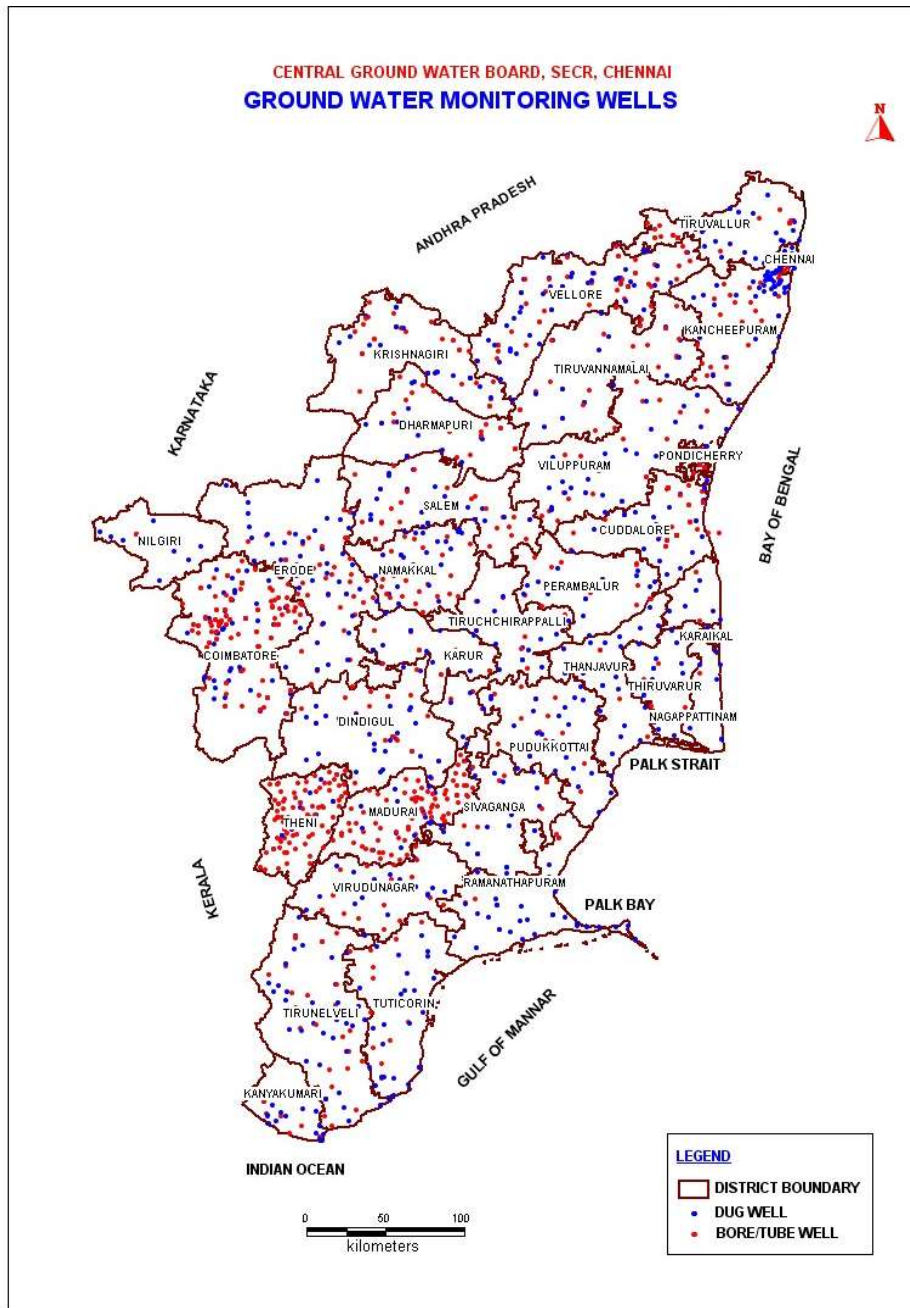 CENTRAL GROUND WATER BOARD, SECR, CHENNAI
GROUND WATER MONITORING WELLS
N
ANDHRA PRADESH
TIRUVALLUR
CHENNAI
VELLORE
KANCHEEPURAM
KRISHNAGIRI
TIRUVANNAMALAI
KARNATAKA
DHARMAPURI
VILUPPURAM
PONDICHERRY
BAY OF BENGAL
SALEM
CUDDALORE
NILGIRI
ERODE
NAMAKKAL
PERAMBALUR
TIRUCHCHIRAPPALLI
KARAIKAL
COIMBATORE
KARUR
THANJAVUR
THIRUVARUR
DINDIGUL
NAGAPPATTINAM
PUDUKKOTTAI
PALK STRAIT
THENI
MADURAI
SIVAGANGA
KERALA
VIRUDUNAGAR
RAMANATHAPURAM
PALK BAY
TUTICORIN
TIRUNELVELI
GULF OF MANNAR
KANYAKUMARI
INDIAN OCEAN
LEGEND
DISTRICT BOUNDARY
DUG WELL
BORE/TUBE WELL
0 50 100
kilometers